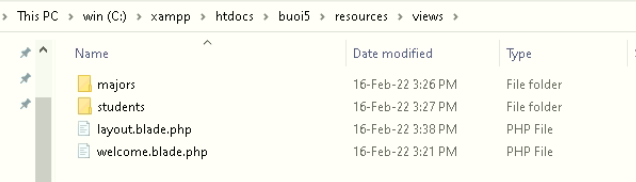 This PC > win (C:) > xampp > htdocs > buoi5 > resources > views >
Name Date modified Type
majors 16-Feb-22 3:26 PM File folder
students 16-Feb-22 3:27 PM File folder
layout.blade.php 16-Feb-22 3:38 PM PHP File
welcome.blade.php 16-Feb-22 3:21 PM PHP File